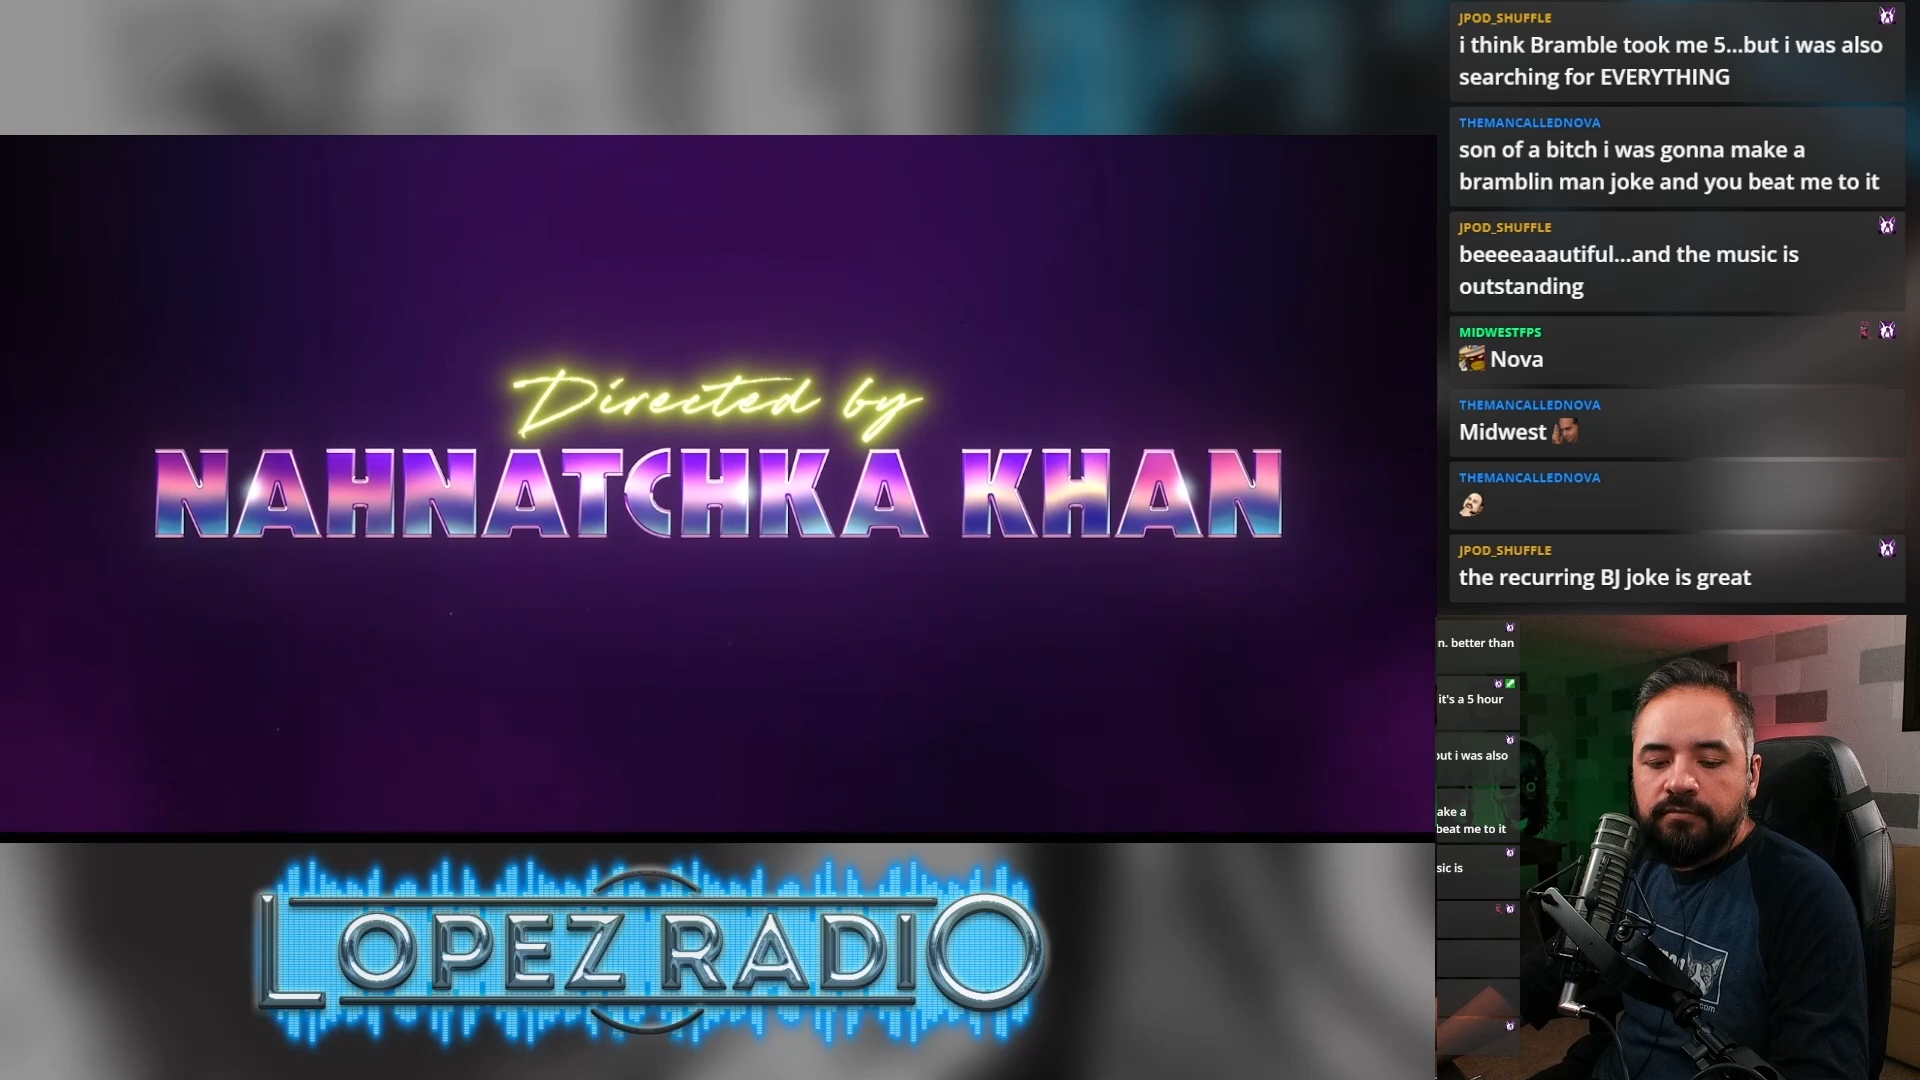 Directed by
NAHNATCHKA KHAN
LOPEZ RADIO
JPOD_SHUFFLE
i think Bramble took me 5...but i was also
searching for EVERYTHING
THEMANCALLEDNOVA
son of a bitch i was gonna make a
bramblin man joke and you beat me to it
JPOD_SHUFFLE
beeeeaaautiful...and the music is
outstanding
MIDWESTFPS
Nova
THEMANCALLEDNOVA
Midwest
THEMANCALLEDNOVA
JPOD_SHUFFLE
the recurring BJ joke is great
n. better than
it's a 5 hour
out i was also
ake a
beat me to it
sic is
.com